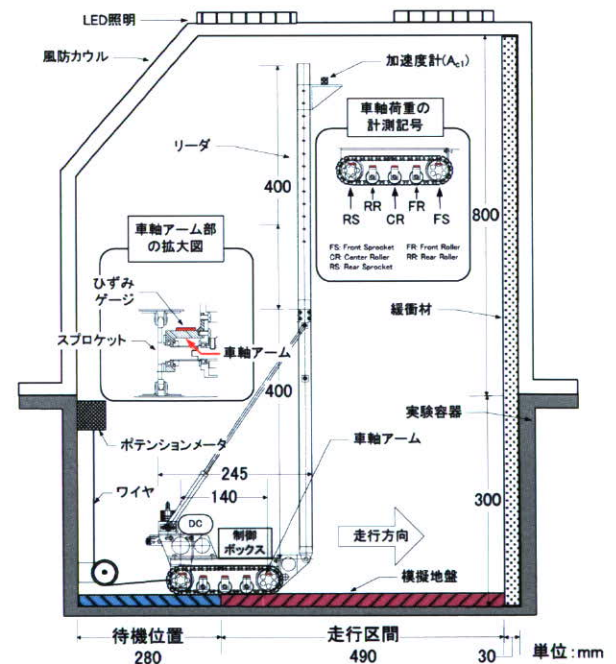 LED照明
風防カウル
加速度計(Ac1)
車軸荷重の
計測記号
リーダ
RS
RR
CR
FR
FS
FS: Front Sprocket FR: Front Roller
CR: Center Roller RR: Rear Roller
RS: Rear Sprocket
400
800
車軸アーム部
の拡大図
ひずみ
ゲージ
スプロケット
車軸アーム
緩衝材
400
実験容器
車軸アーム
ポテンションメータ
245
ワイヤ
140
300
DC
制御
ボックス
走行方向
模擬地盤
待機位置
走行区間
280
490
30
単位:mm